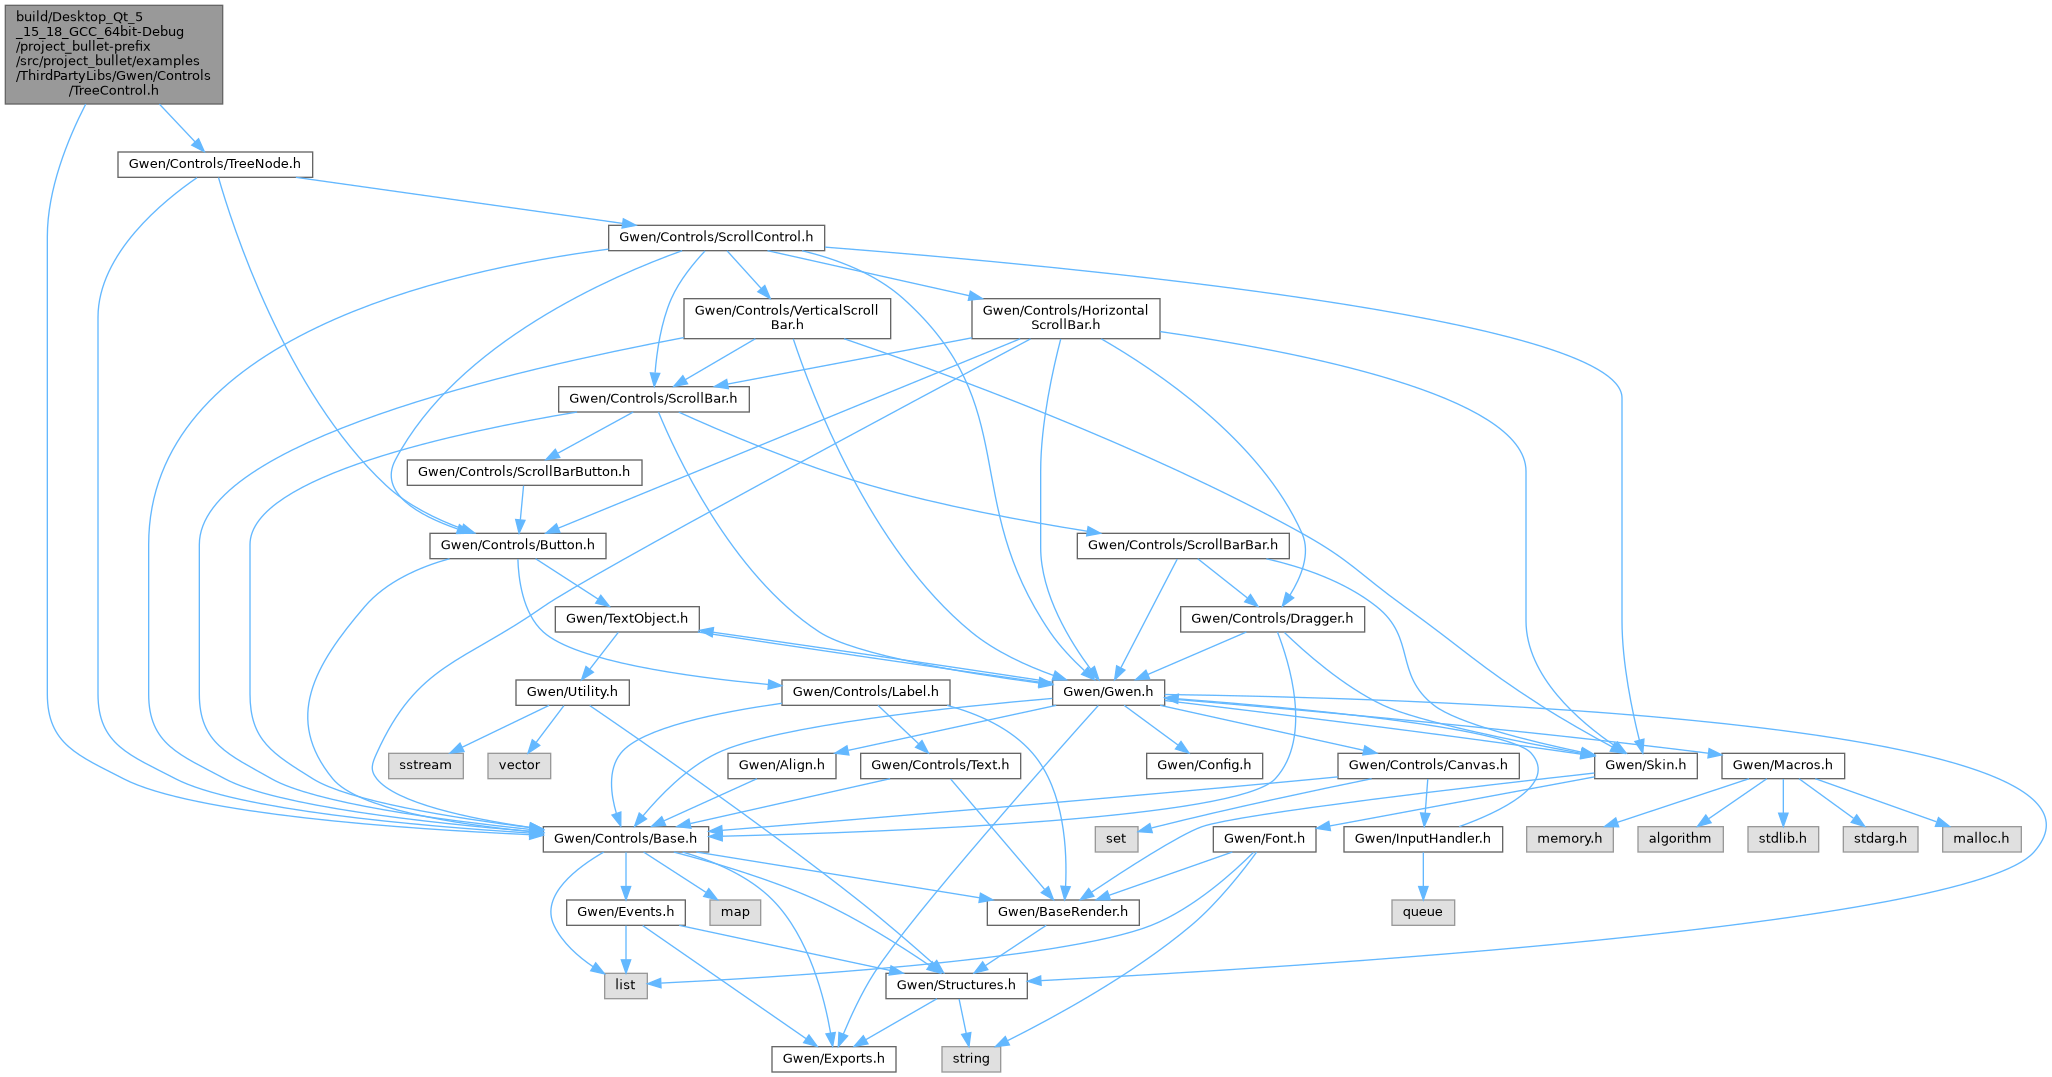 build/Desktop_Qt_5
_15_18_GCC_64bit-Debug
/project_bullet-prefix
/src/project_bullet/examples
/ThirdPartyLibs/Gwen/Controls
/TreeControl.h
Gwen/Controls/TreeNode.h
Gwen/Controls/ScrollControl.h
Gwen/Controls/VerticalScroll
Bar.h
Gwen/Controls/Horizontal
ScrollBar.h
Gwen/Controls/ScrollBar.h
Gwen/Controls/ScrollBarButton.h
Gwen/Controls/Button.h
Gwen/Controls/ScrollBarBar.h
Gwen/TextObject.h
Gwen/Controls/Dragger.h
Gwen/Utility.h
Gwen/Controls/Label.h
Gwen/Gwen.h
sstream
vector
Gwen/Align.h
Gwen/Controls/Text.h
Gwen/Config.h
Gwen/Controls/Canvas.h
Gwen/Skin.h
Gwen/Macros.h
Gwen/Controls/Base.h
set
Gwen/Font.h
Gwen/InputHandler.h
memory.h
algorithm
stdlib.h
stdarg.h
malloc.h
Gwen/Events.h
map
Gwen/BaseRender.h
queue
list
Gwen/Structures.h
Gwen/Exports.h
string